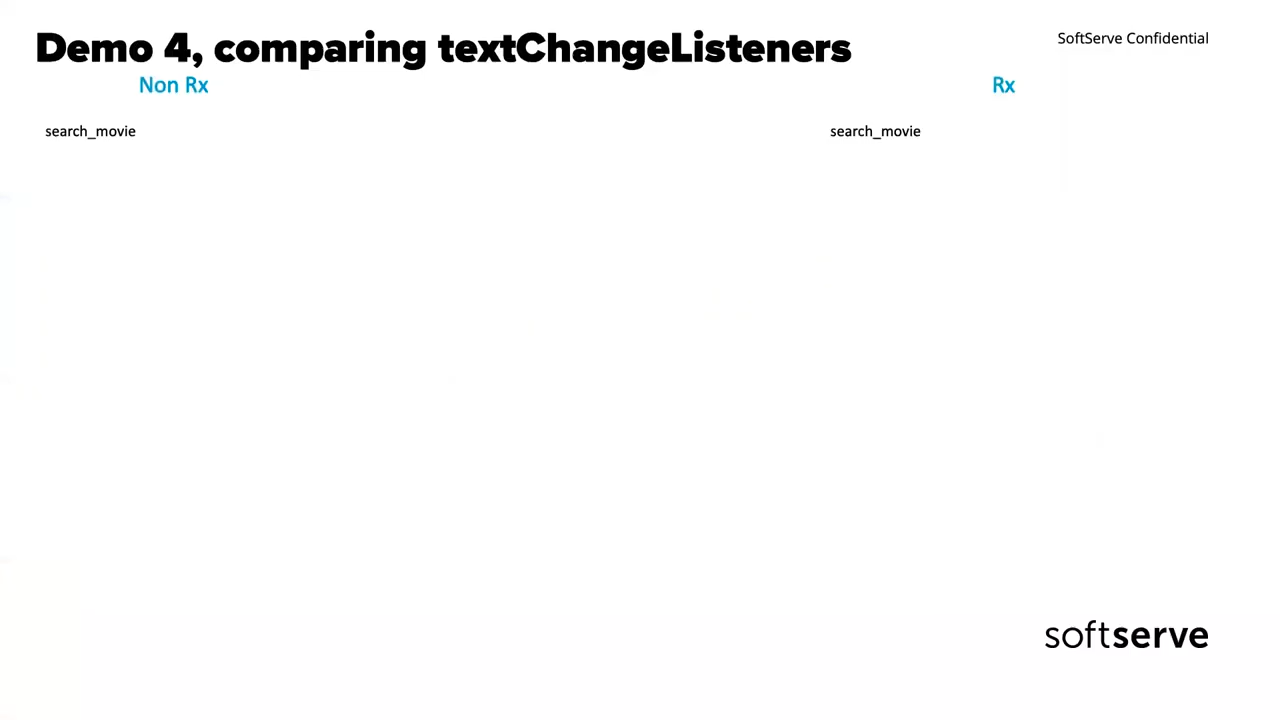 Demo 4, comparing textChangeListeners
SoftServe Confidential
Non Rx
Rx
search_movie
search_movie
softserve